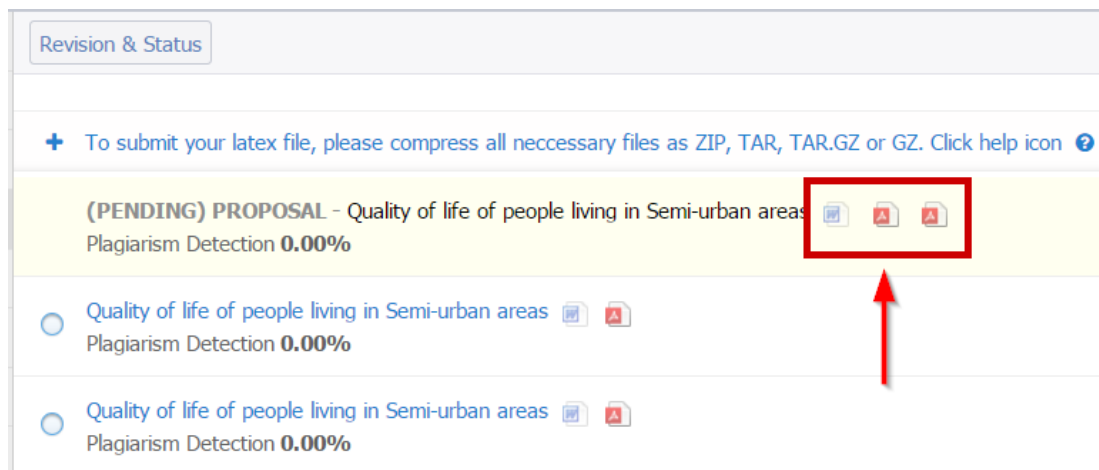 Revision & Status
To submit your latex file, please compress all neccessary files as ZIP, TAR, TAR.GZ or GZ. Click help icon
(PENDING) PROPOSAL - Quality of life of people living in Semi-urban areas
Plagiarism Detection 0.00%
Quality of life of people living in Semi-urban areas
Plagiarism Detection 0.00%
Quality of life of people living in Semi-urban areas
Plagiarism Detection 0.00%